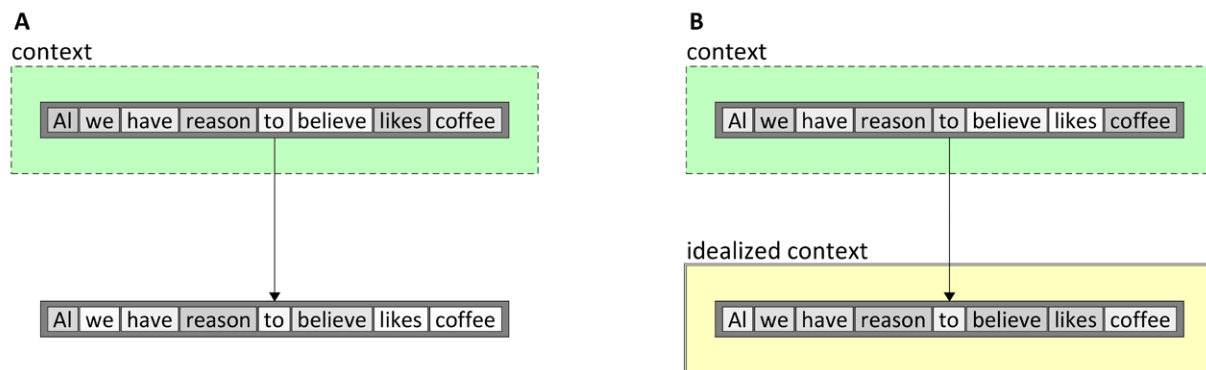 A
context
Al we have reason to believe likes coffee
Al we have reason to believe likes coffee
B
context
Al we have reason to believe likes coffee
idealized context
Al we have reason to believe likes coffee